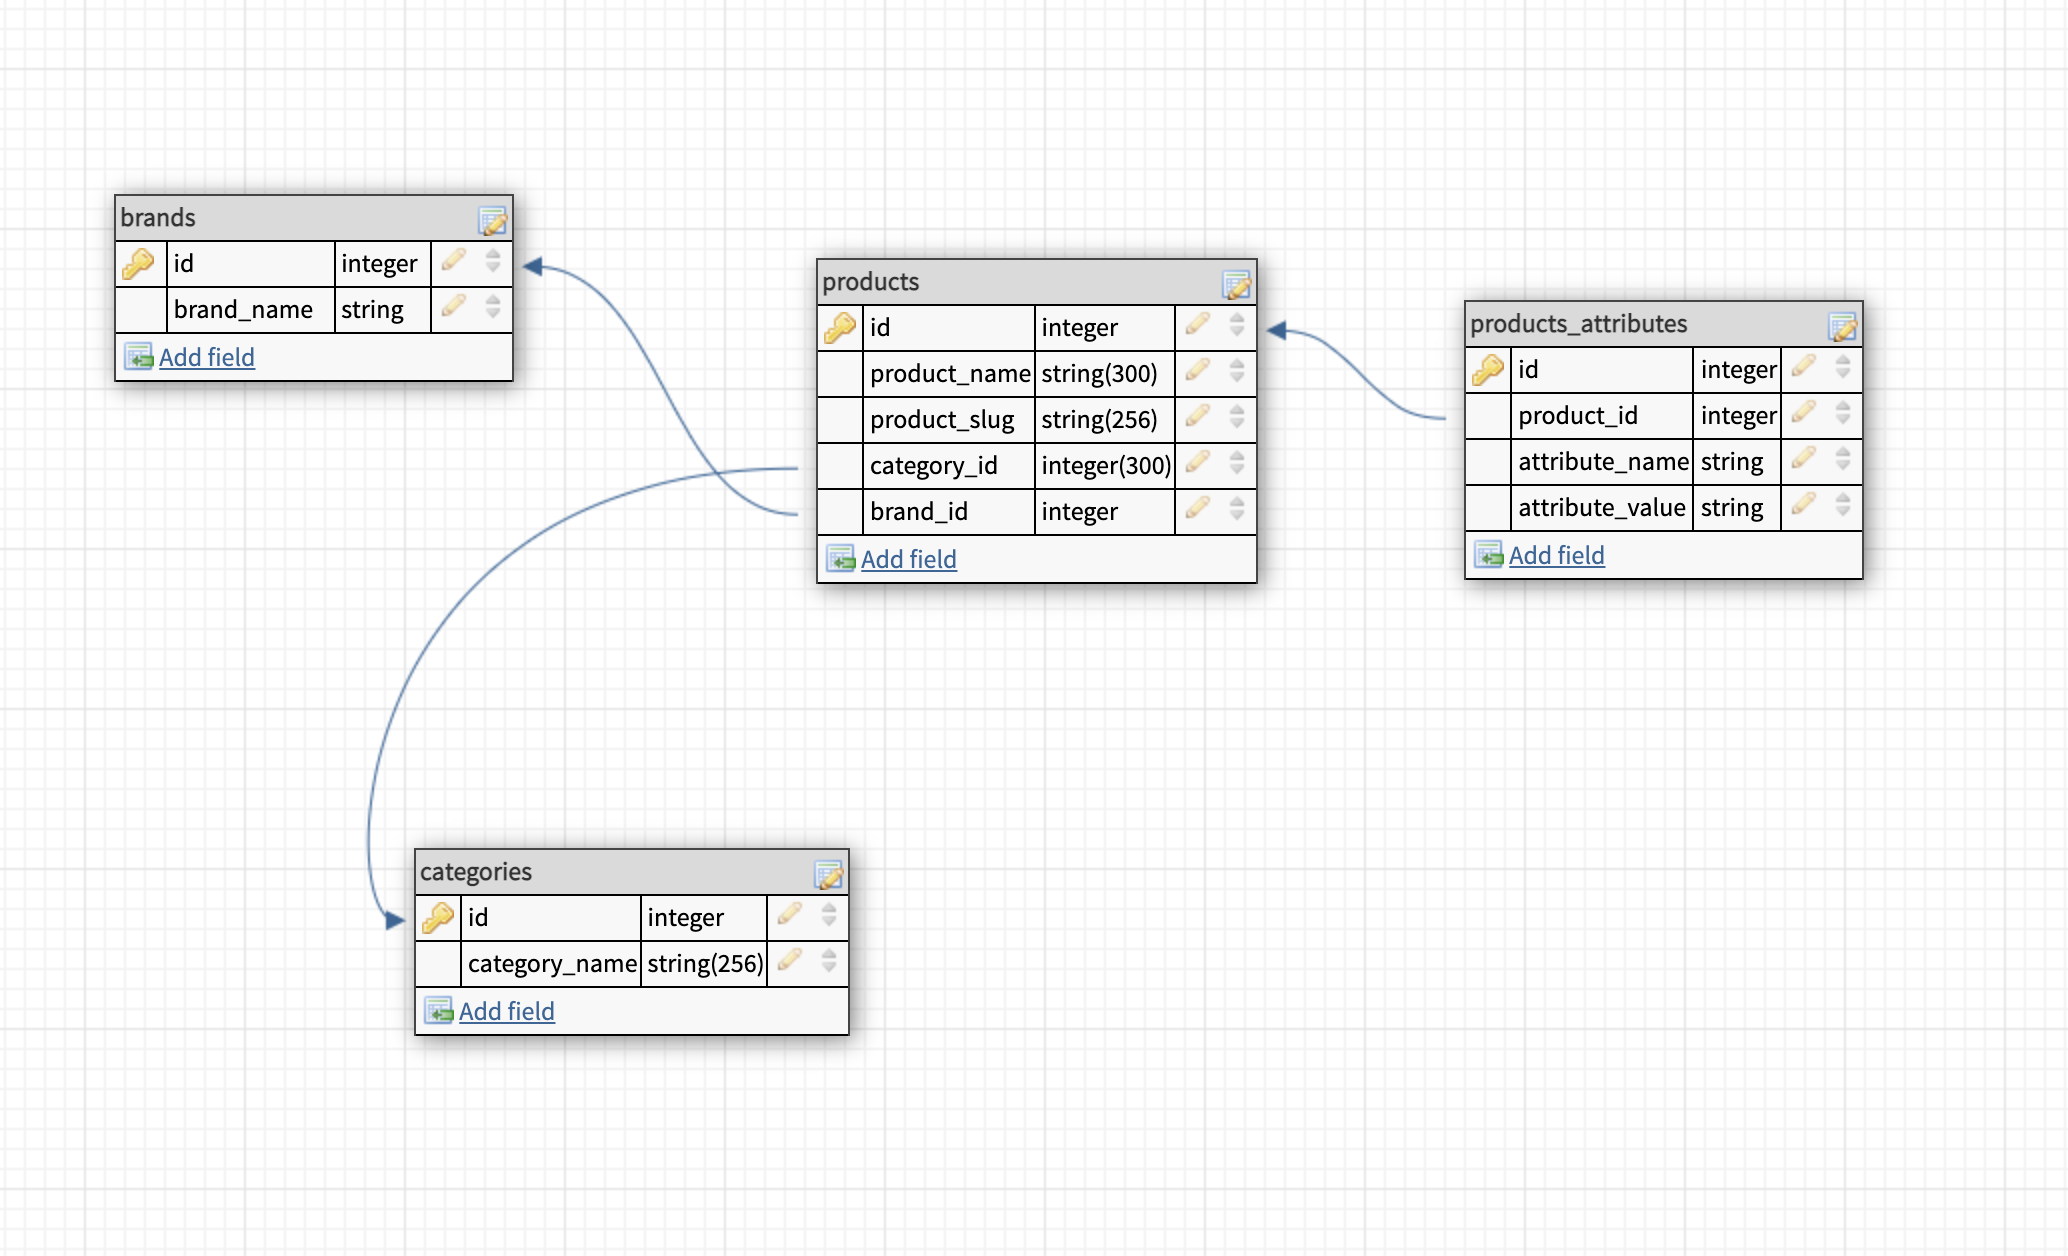 brands
id integer
brand_name string
Add field
products
id integer
product_name string(300)
product_slug string(256)
category_id integer(300)
brand_id integer
Add field
products_attributes
id integer
product_id integer
attribute_name string
attribute_value string
Add field
categories
id integer
category_name string(256)
Add field